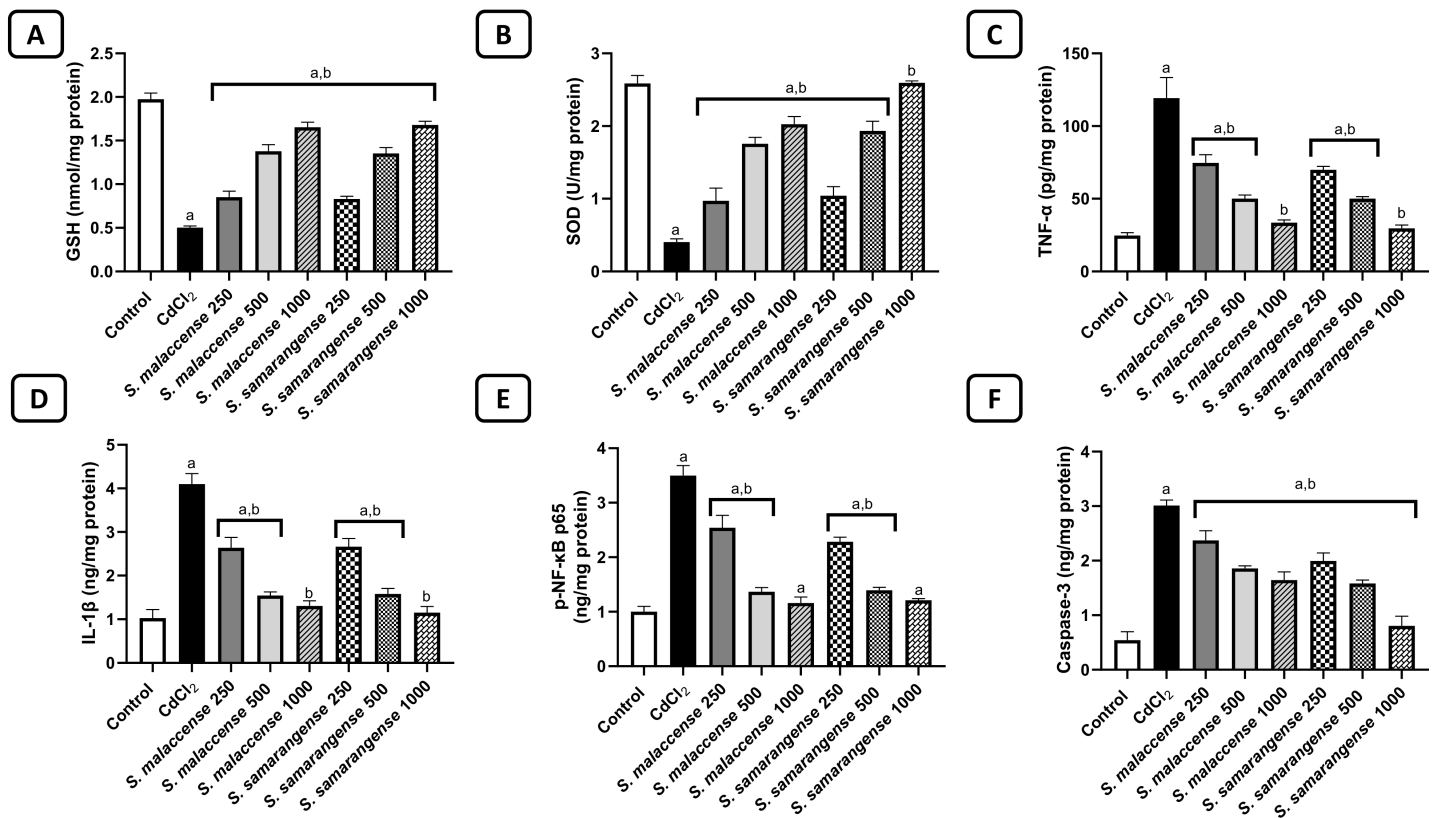 A
GSH (nmol/mg protein)
2.5
2.0
1.5
1.0
0.5
0.0
a
a,b
Control
CdCl₂
S. malaccense 250
S. malaccense 500
S. malaccense 1000
S. samarangense 250
S. samarangense 500
S. samarangense 1000
B
SOD (U/mg protein)
3
2
1
0
a
a,b
b
Control
CdCl₂
S. malaccense 250
S. malaccense 500
S. malaccense 1000
S. samarangense 250
S. samarangense 500
S. samarangense 1000
C
TNF-α (pg/mg protein)
150
100
50
0
a
a,b
b
a,b
b
Control
CdCl₂
S. malaccense 250
S. malaccense 500
S. malaccense 1000
S. samarangense 250
S. samarangense 500
S. samarangense 1000
D
IL-1β (ng/mg protein)
5
4
3
2
1
0
a
a,b
b
a,b
b
Control
CdCl₂
S. malaccense 250
S. malaccense 500
S. malaccense 1000
S. samarangense 250
S. samarangense 500
S. samarangense 1000
E
p-NF-κB p65
(ng/mg protein)
4
3
2
1
0
a
a,b
a
a,b
a
Control
CdCl₂
S. malaccense 250
S. malaccense 500
S. malaccense 1000
S. samarangense 250
S. samarangense 500
S. samarangense 1000
F
Caspase-3 (ng/mg protein)
4
3
2
1
0
a
a,b
Control
CdCl₂
S. malaccense 250
S. malaccense 500
S. malaccense 1000
S. samarangense 250
S. samarangense 500
S. samarangense 1000